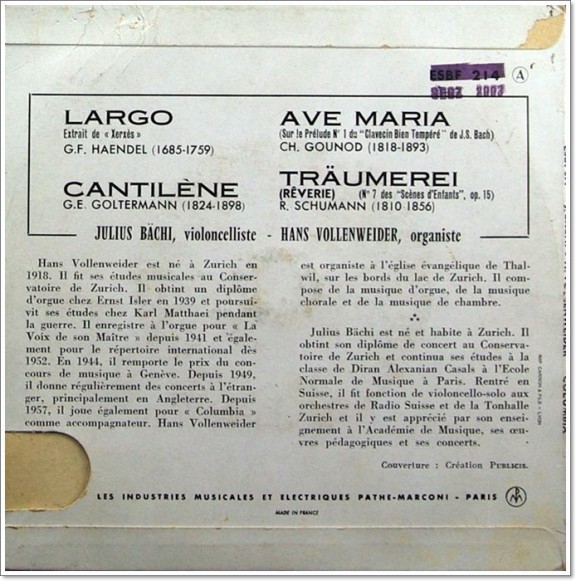 ESBF 214 A
LARGO
Extrait de « Xerxès »
G.F. HAENDEL (1685-1759)
AVE MARIA
(Sur le Prélude N° 1 du "Clavecin Bien Tempéré" de J.S. Bach)
CH. GOUNOD (1818-1893)
CANTILÈNE
G.E. GOLTERMANN (1824-1898)
TRÄUMEREI
(RÊVERIE) (N° 7 des "Scènes d'Enfants", op. 15)
R. SCHUMANN (1810-1856)
JULIUS BÄCHI, violoncelliste - HANS VOLLENWEIDER, organiste
Hans Vollenweider est né à Zurich en
1918. Il fit ses études musicales au Conser-
vatoire de Zurich. Il obtint un diplôme
d'orgue chez Ernst Isler en 1939 et poursui-
vit ses études chez Karl Matthaei pendant
la guerre. Il enregistre à l'orgue pour « La
Voix de son Maître » depuis 1941 et égale-
ment pour le répertoire international dès
1952. En 1944, il remporte le prix du con-
cours de musique à Genève. Depuis 1949,
il donne régulièrement des concerts à l'étran-
ger, principalement en Angleterre. Depuis
1957, il joue également pour « Columbia »
comme accompagnateur. Hans Vollenweider
est organiste à l'église évangélique de Thal-
wil, sur les bords du lac de Zurich. Il com-
pose de la musique d'orgue, de la musique
chorale et de la musique de chambre.
Julius Bächi est né et habite à Zurich. Il
obtint son diplôme de concert au Conserva-
toire de Zurich et continua ses études à la
classe de Diran Alexanian Casals à l'Ecole
Normale de Musique à Paris. Rentré en
Suisse, il fit fonction de violoncello-solo aux
orchestres de Radio Suisse et de la Tonhalle
Zurich et il y est apprécié par son ensei-
gnement à l'Académie de Musique, ses œu-
vres pédagogiques et ses concerts.
Couverture : Création PUBLICIS.
LES INDUSTRIES MUSICALES ET ELECTRIQUES PATHE-MARCONI - PARIS
MADE IN FRANCE